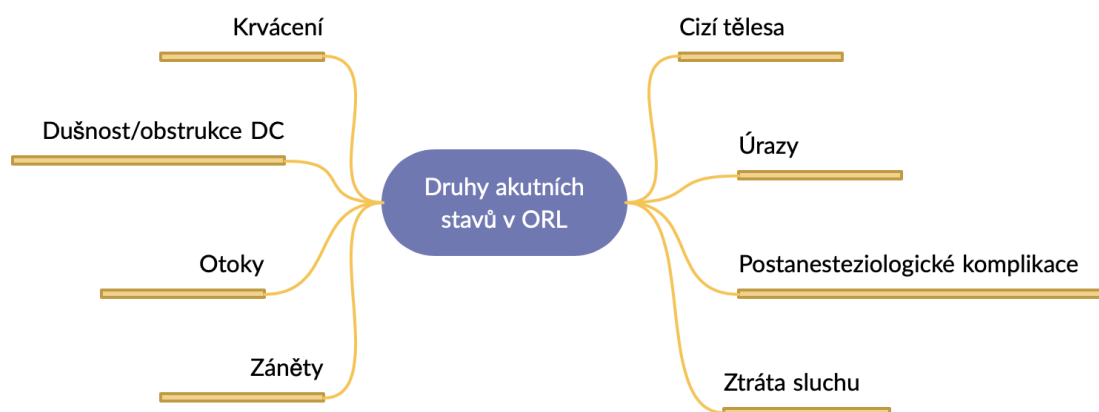 Krvácení
Cizí tělesa
Dušnost/obstrukce DC
Úrazy
Druhy akutních
stavů v ORL
Otoky
Postanesteziologické komplikace
Záněty
Ztráta sluchu